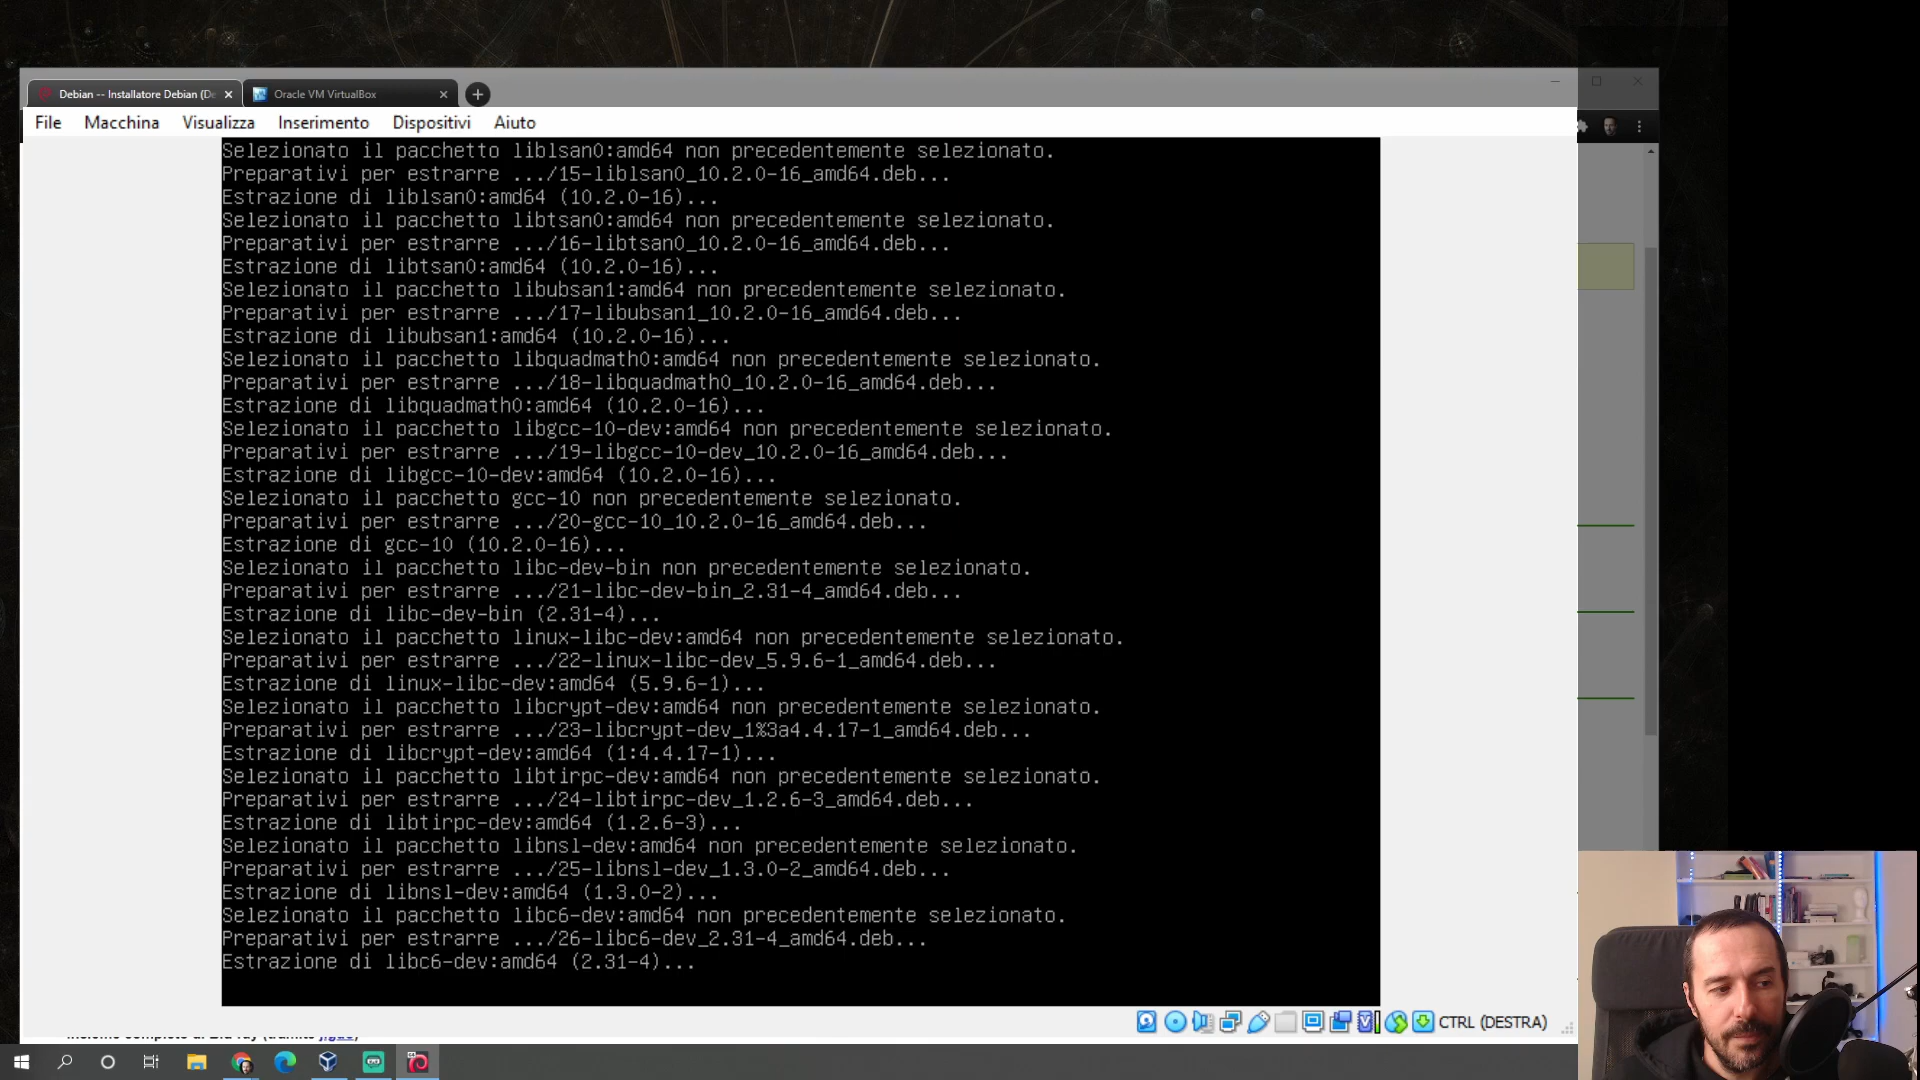 Debian -- Installatore Debian (De
Oracle VM VirtualBox
File Macchina Visualizza Inserimento Dispositivi Aiuto
Selezionato il pacchetto liblsan0:amd64 non precedentemente selezionato.
Preparativi per estrarre .../15-liblsan0_10.2.0-16_amd64.deb...
Estrazione di liblsan0:amd64 (10.2.0-16)...
Selezionato il pacchetto libtsan0:amd64 non precedentemente selezionato.
Preparativi per estrarre .../16-libtsan0_10.2.0-16_amd64.deb...
Estrazione di libtsan0:amd64 (10.2.0-16)...
Selezionato il pacchetto libubsan1:amd64 non precedentemente selezionato.
Preparativi per estrarre .../17-libubsan1_10.2.0-16_amd64.deb...
Estrazione di libubsan1:amd64 (10.2.0-16)...
Selezionato il pacchetto libquadmath0:amd64 non precedentemente selezionato.
Preparativi per estrarre .../18-libquadmath0_10.2.0-16_amd64.deb...
Estrazione di libquadmath0:amd64 (10.2.0-16)...
Selezionato il pacchetto libgcc-10-dev:amd64 non precedentemente selezionato.
Preparativi per estrarre .../19-libgcc-10-dev_10.2.0-16_amd64.deb...
Estrazione di libgcc-10-dev:amd64 (10.2.0-16)...
Selezionato il pacchetto gcc-10 non precedentemente selezionato.
Preparativi per estrarre .../20-gcc-10_10.2.0-16_amd64.deb...
Estrazione di gcc-10 (10.2.0-16)...
Selezionato il pacchetto libc-dev-bin non precedentemente selezionato.
Preparativi per estrarre .../21-libc-dev-bin_2.31-4_amd64.deb...
Estrazione di libc-dev-bin (2.31-4)...
Selezionato il pacchetto linux-libc-dev:amd64 non precedentemente selezionato.
Preparativi per estrarre .../22-linux-libc-dev_5.9.6-1_amd64.deb...
Estrazione di linux-libc-dev:amd64 (5.9.6-1)...
Selezionato il pacchetto libcrypt-dev:amd64 non precedentemente selezionato.
Preparativi per estrarre .../23-libcrypt-dev_1%3a4.4.17-1_amd64.deb...
Estrazione di libcrypt-dev:amd64 (1:4.4.17-1)...
Selezionato il pacchetto libtirpc-dev:amd64 non precedentemente selezionato.
Preparativi per estrarre .../24-libtirpc-dev_1.2.6-3_amd64.deb...
Estrazione di libtirpc-dev:amd64 (1.2.6-3)...
Selezionato il pacchetto libnsl-dev:amd64 non precedentemente selezionato.
Preparativi per estrarre .../25-libnsl-dev_1.3.0-2_amd64.deb...
Estrazione di libnsl-dev:amd64 (1.3.0-2)...
Selezionato il pacchetto libc6-dev:amd64 non precedentemente selezionato.
Preparativi per estrarre .../26-libc6-dev_2.31-4_amd64.deb...
Estrazione di libc6-dev:amd64 (2.31-4)...
CTRL (DESTRA)